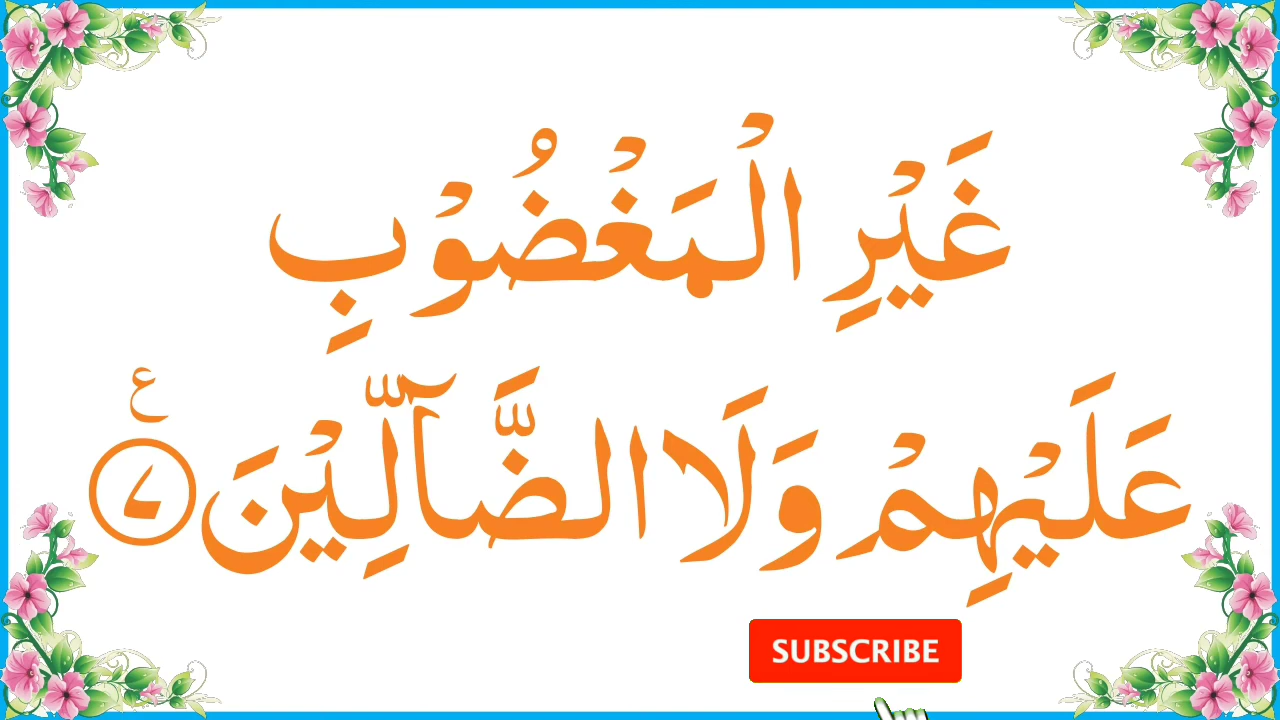 غَيْرِ الْمَغْضُوْبِ
عَلَيْهِمْ وَلَا الضَّآلِّيْنَ ۷ ع
SUBSCRIBE